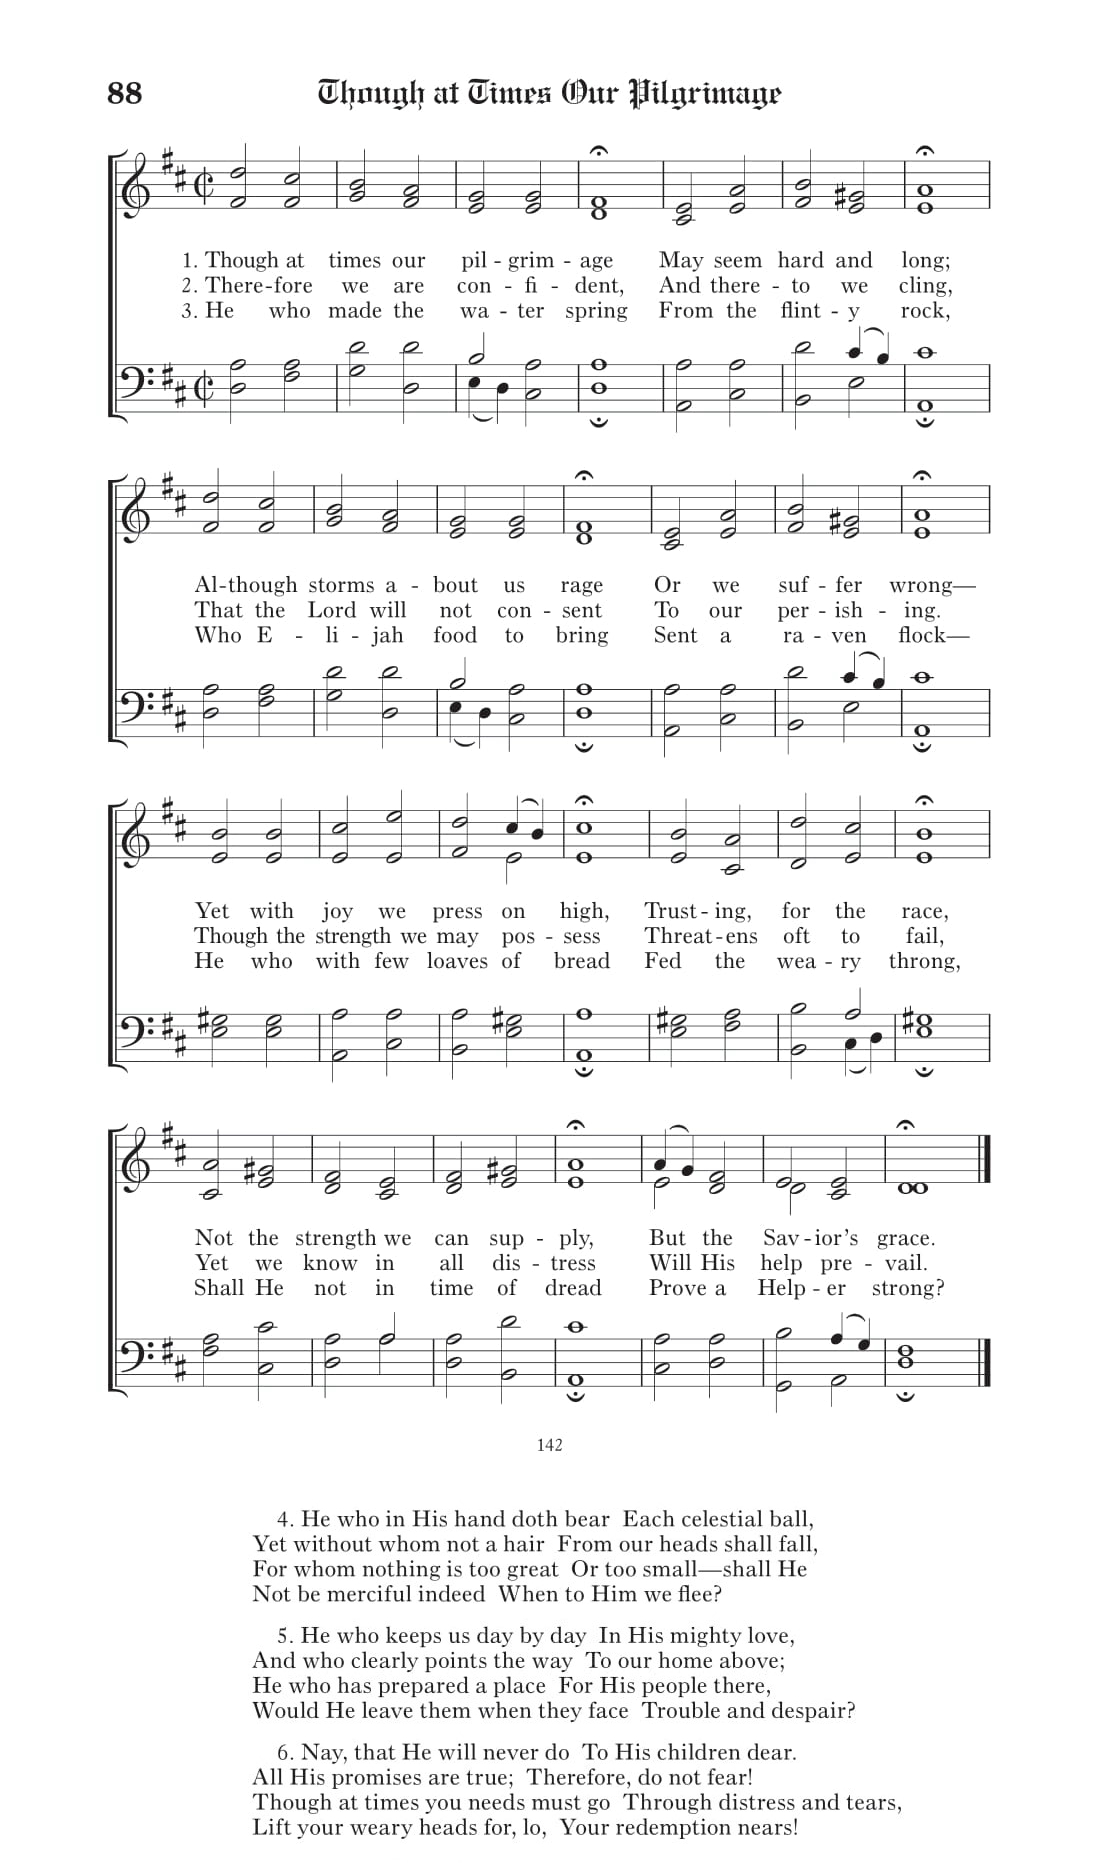 88 Though at Times Our Pilgrimage
1. Though at times our pil - grim - age May seem hard and long;
2. There-fore we are con - fi - dent, And there - to we cling,
3. He who made the wa - ter spring From the flint - y rock,
Al-though storms a - bout us rage Or we suf - fer wrong—
That the Lord will not con - sent To our per - ish - ing.
Who E - li - jah food to bring Sent a ra - ven flock—
Yet with joy we press on high, Trust - ing, for the race,
Though the strength we may pos - sess Threat-ens oft to fail,
He who with few loaves of bread Fed the wea - ry throng,
Not the strength we can sup - ply, But the Sav - ior's grace.
Yet we know in all dis - tress Will His help pre - vail.
Shall He not in time of dread Prove a Help - er strong?
142
4. He who in His hand doth bear Each celestial ball,
Yet without whom not a hair From our heads shall fall,
For whom nothing is too great Or too small—shall He
Not be merciful indeed When to Him we flee?
5. He who keeps us day by day In His mighty love,
And who clearly points the way To our home above;
He who has prepared a place For His people there,
Would He leave them when they face Trouble and despair?
6. Nay, that He will never do To His children dear.
All His promises are true; Therefore, do not fear!
Though at times you needs must go Through distress and tears,
Lift your weary heads for, lo, Your redemption nears!